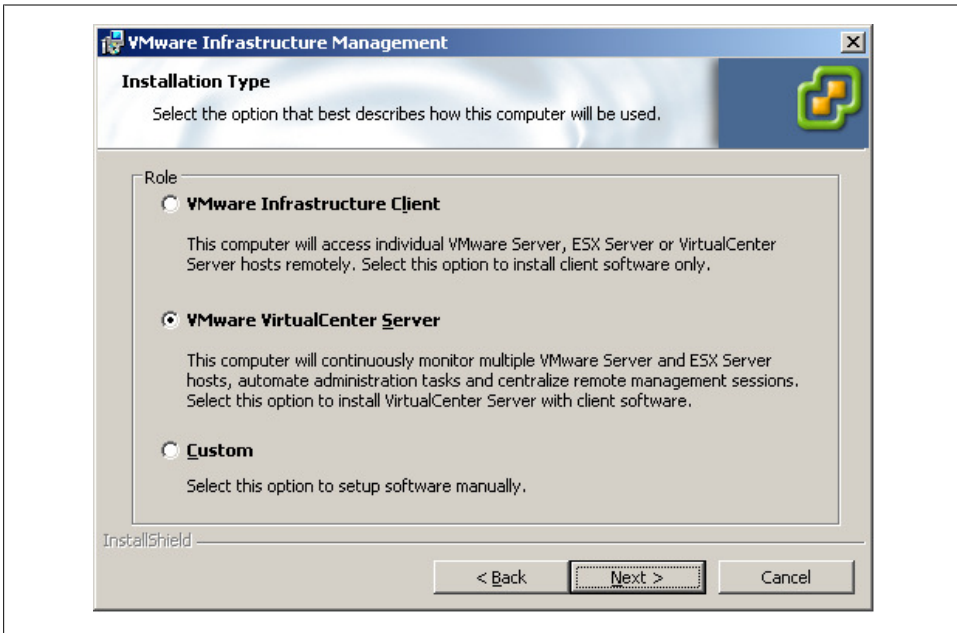 VMware Infrastructure Management
Installation Type
Select the option that best describes how this computer will be used.
Role
VMware Infrastructure Client
This computer will access individual VMware Server, ESX Server or VirtualCenter
Server hosts remotely. Select this option to install client software only.
VMware VirtualCenter Server
This computer will continuously monitor multiple VMware Server and ESX Server
hosts, automate administration tasks and centralize remote management sessions.
Select this option to install VirtualCenter Server with client software.
Custom
Select this option to setup software manually.
InstallShield
< Back
Next >
Cancel